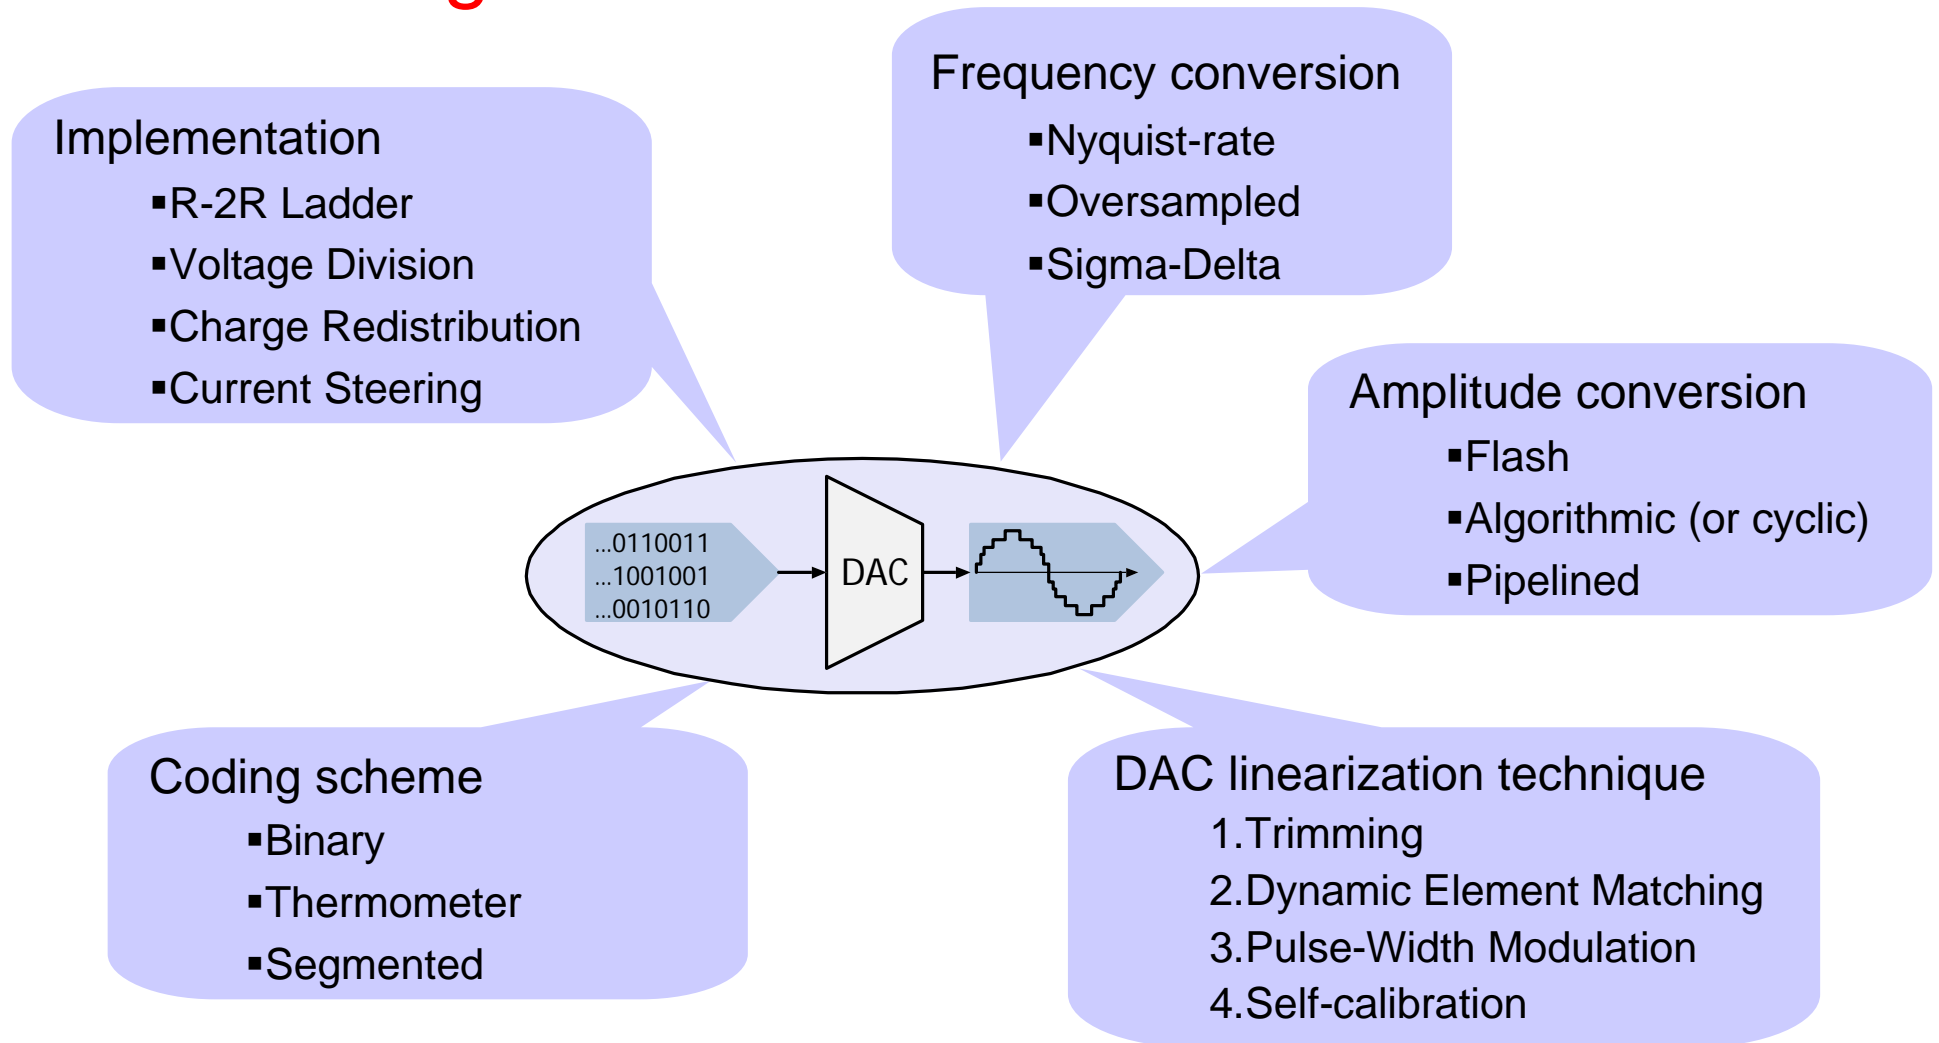 Implementation
▪R-2R Ladder
▪Voltage Division
▪Charge Redistribution
▪Current Steering
Frequency conversion
▪Nyquist-rate
▪Oversampled
▪Sigma-Delta
Amplitude conversion
▪Flash
▪Algorithmic (or cyclic)
▪Pipelined
...0110011
...1001001
...0010110
DAC
Coding scheme
▪Binary
▪Thermometer
▪Segmented
DAC linearization technique
1.Trimming
2.Dynamic Element Matching
3.Pulse-Width Modulation
4.Self-calibration